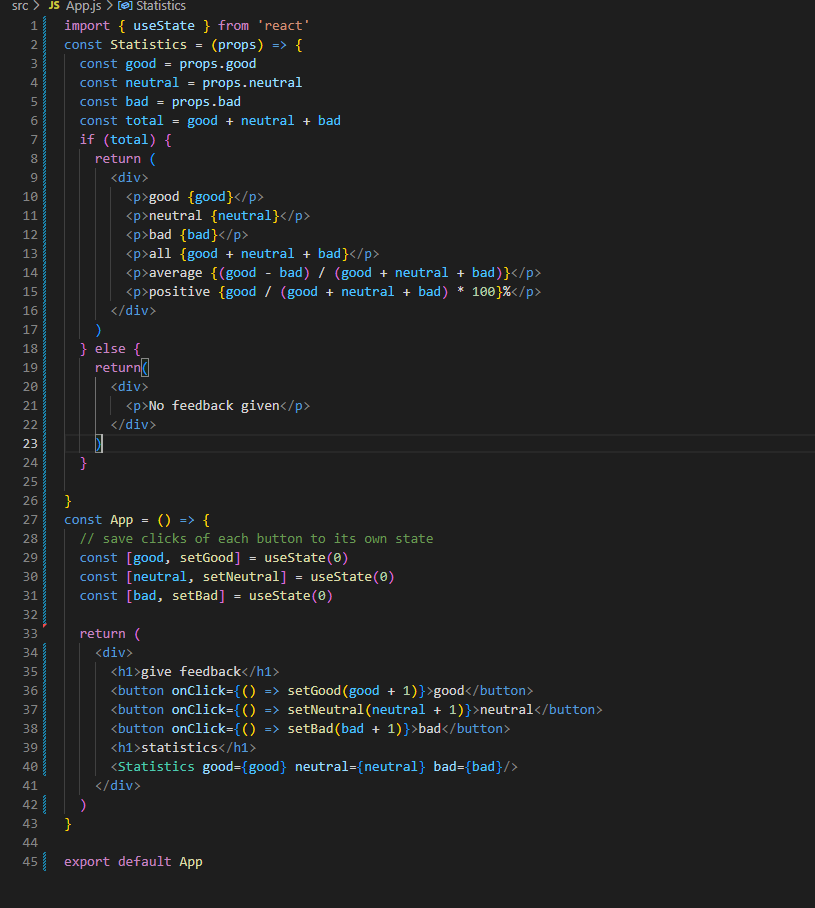 src > JS App.js > Statistics
1 import { useState } from 'react'
2 const Statistics = (props) => {
3 const good = props.good
4 const neutral = props.neutral
5 const bad = props.bad
6 const total = good + neutral + bad
7 if (total) {
8 return (
9 <div>
10 <p>good {good}</p>
11 <p>neutral {neutral}</p>
12 <p>bad {bad}</p>
13 <p>all {good + neutral + bad}</p>
14 <p>average {(good - bad) / (good + neutral + bad)}</p>
15 <p>positive {good / (good + neutral + bad) * 100}%</p>
16 </div>
17 )
18 } else {
19 return(
20 <div>
21 <p>No feedback given</p>
22 </div>
23 )
24 }
25
26 }
27 const App = () => {
28 // save clicks of each button to its own state
29 const [good, setGood] = useState(0)
30 const [neutral, setNeutral] = useState(0)
31 const [bad, setBad] = useState(0)
32
33 return (
34 <div>
35 <h1>give feedback</h1>
36 <button onClick={() => setGood(good + 1)}>good</button>
37 <button onClick={() => setNeutral(neutral + 1)}>neutral</button>
38 <button onClick={() => setBad(bad + 1)}>bad</button>
39 <h1>statistics</h1>
40 <Statistics good={good} neutral={neutral} bad={bad}/>
41 </div>
42 )
43 }
44
45 export default App